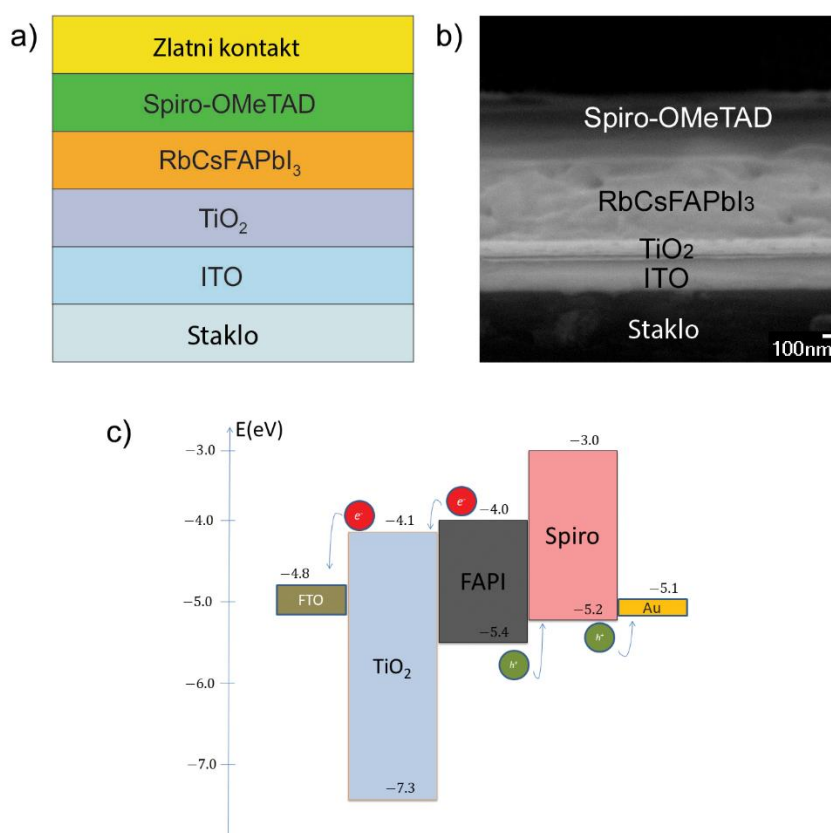 a)
Zlatni kontakt
Spiro-OMeTAD
RbCsFAPbI₃
TiO₂
ITO
Staklo
b)
Spiro-OMeTAD
RbCsFAPbI3
TiO2
ITO
Staklo
100nm
c)
E(eV)
−3.0
−4.0
−5.0
−6.0
−7.0
−4.8
FTO
e-
−4.1
TiO₂
−7.3
e-
−4.0
FAPI
−5.4
h⁺
−3.0
Spiro
−5.2
h⁺
−5.1
Au